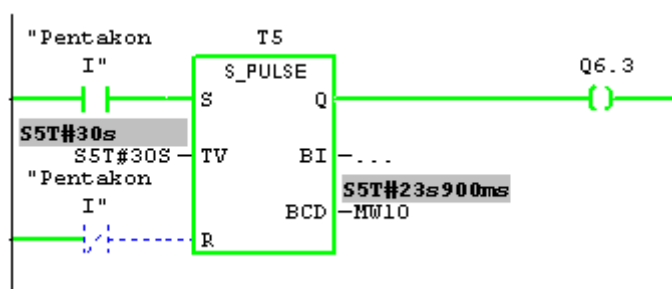 "Pentakon I"
T5
S_PULSE
Q6.3
S
Q
S5T#30s
S5T#30S
TV
BI
...
"Pentakon I"
S5T#23s900ms
BCD
MW10
R